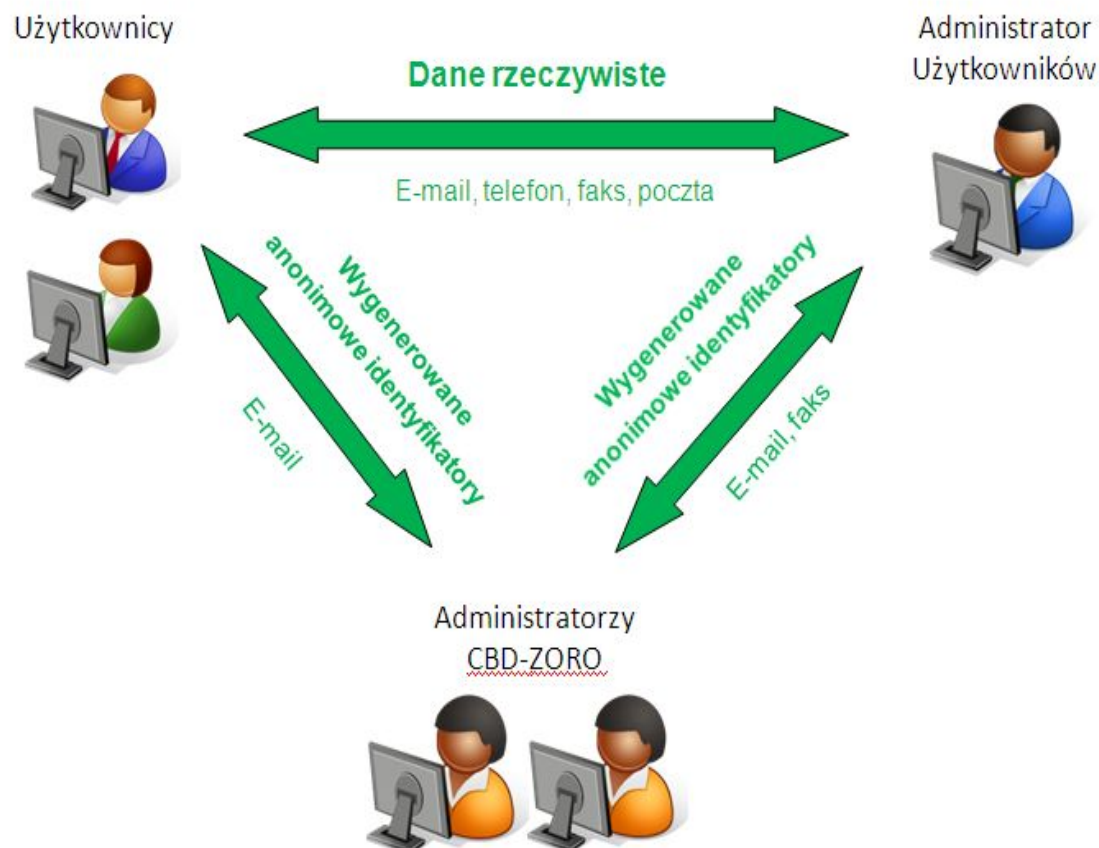 Użytkownicy
Administrator
Użytkowników
Dane rzeczywiste
E-mail, telefon, faks, poczta
Wygenerowane
anonimowe identyfikatory
E-mail
Wygenerowane
anonimowe identyfikatory
E-mail, faks
Administratorzy
CBD-ZORO